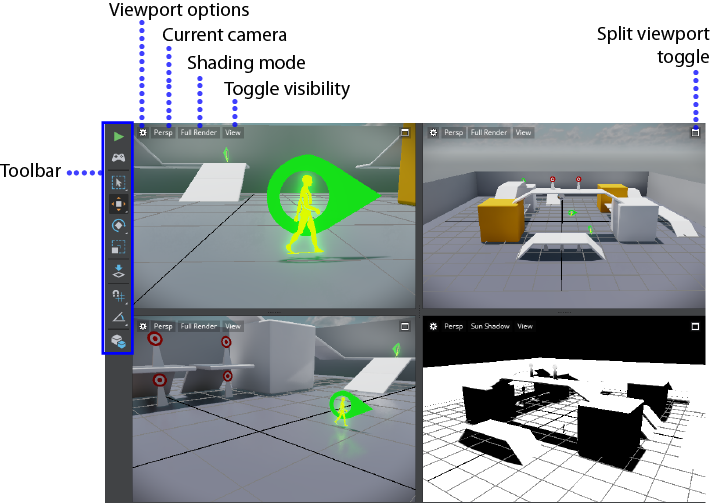 Viewport options
Current camera
Split viewport
toggle
Shading mode
Toggle visibility
Toolbar
Persp Full Render View
Persp Full Render View
Persp Full Render View
Persp Sun Shadow View